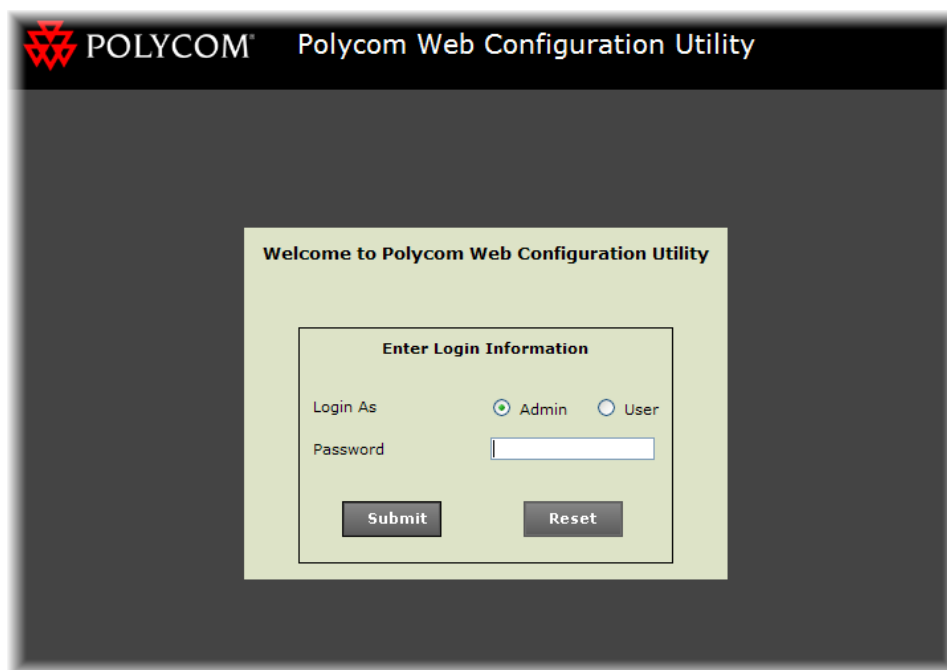 POLYCOM® Polycom Web Configuration Utility
Welcome to Polycom Web Configuration Utility
Enter Login Information
Login As Admin User
Password
Submit Reset